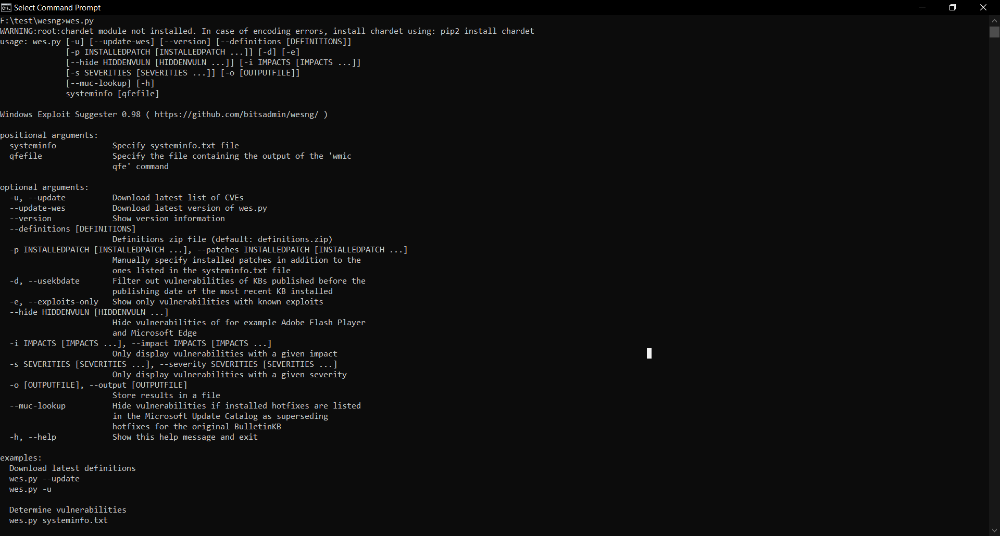 Select Command Prompt
F:\test\wesng>wes.py
WARNING:root:chardet module not installed. In case of encoding errors, install chardet using: pip2 install chardet
usage: wes.py [-u] [--update-wes] [--version] [--definitions [DEFINITIONS]]
              [-p INSTALLEDPATCH [INSTALLEDPATCH ...]] [-d] [-e]
              [--hide HIDDENVULN [HIDDENVULN ...]] [-i IMPACTS [IMPACTS ...]]
              [-s SEVERITIES [SEVERITIES ...]] [-o [OUTPUTFILE]]
              [--muc-lookup] [-h]
              systeminfo [qfefile]

Windows Exploit Suggester 0.98 ( https://github.com/bitsadmin/wesng/ )

positional arguments:
  systeminfo            Specify systeminfo.txt file
  qfefile               Specify the file containing the output of the 'wmic
                        qfe' command

optional arguments:
  -u, --update          Download latest list of CVEs
  --update-wes          Download latest version of wes.py
  --version             Show version information
  --definitions [DEFINITIONS]
                        Definitions zip file (default: definitions.zip)
  -p INSTALLEDPATCH [INSTALLEDPATCH ...], --patches INSTALLEDPATCH [INSTALLEDPATCH ...]
                        Manually specify installed patches in addition to the
                        ones listed in the systeminfo.txt file
  -d, --usekbdate       Filter out vulnerabilities of KBs published before the
                        publishing date of the most recent KB installed
  -e, --exploits-only   Show only vulnerabilities with known exploits
  --hide HIDDENVULN [HIDDENVULN ...]
                        Hide vulnerabilities of for example Adobe Flash Player
                        and Microsoft Edge
  -i IMPACTS [IMPACTS ...], --impact IMPACTS [IMPACTS ...]
                        Only display vulnerabilities with a given impact
  -s SEVERITIES [SEVERITIES ...], --severity SEVERITIES [SEVERITIES ...]
                        Only display vulnerabilities with a given severity
  -o [OUTPUTFILE], --output [OUTPUTFILE]
                        Store results in a file
  --muc-lookup          Hide vulnerabilities if installed hotfixes are listed
                        in the Microsoft Update Catalog as superseding
                        hotfixes for the original BulletinKB
  -h, --help            Show this help message and exit

examples:
  Download latest definitions
  wes.py --update
  wes.py -u

  Determine vulnerabilities
  wes.py systeminfo.txt